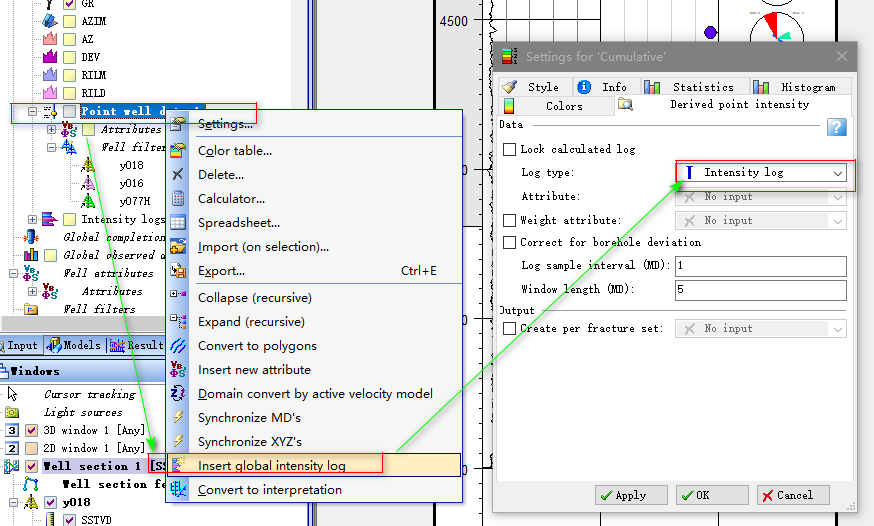 GR
AZIM
AZ
DEV
RILM
RILD
Point well dat
Attributes
Well filter
y018
y016
y077H
Intensity logs
Global completion
Global observed d
Well attributes
Attributes
Well filters
Input
Models
Result
Windows
Cursor tracking
Light sources
3D window 1 [Any]
2D window 1 [Any]
Well section 1 [SS
Well section fe
y018
SSTVD
Settings...
Color table...
Delete...
Calculator...
Spreadsheet...
Import (on selection)...
Export... Ctrl+E
Collapse (recursive)
Expand (recursive)
Convert to polygons
Insert new attribute
Domain convert by active velocity model
Synchronize MD's
Synchronize XYZ's
Insert global intensity log
Convert to interpretation
4500
Settings for 'Cumulative'
Style
Info
Statistics
Histogram
Colors
Derived point intensity
Data
Lock calculated log
Log type: Intensity log
Attribute: No input
Weight attribute: No input
Correct for borehole deviation
Log sample interval (MD): 1
Window length (MD): 5
Output
Create per fracture set: No input
Apply
OK
Cancel